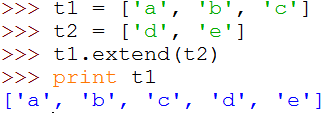 >>> t1 = ['a', 'b', 'c']
>>> t2 = ['d', 'e']
>>> t1.extend(t2)
>>> print t1
['a', 'b', 'c', 'd', 'e']